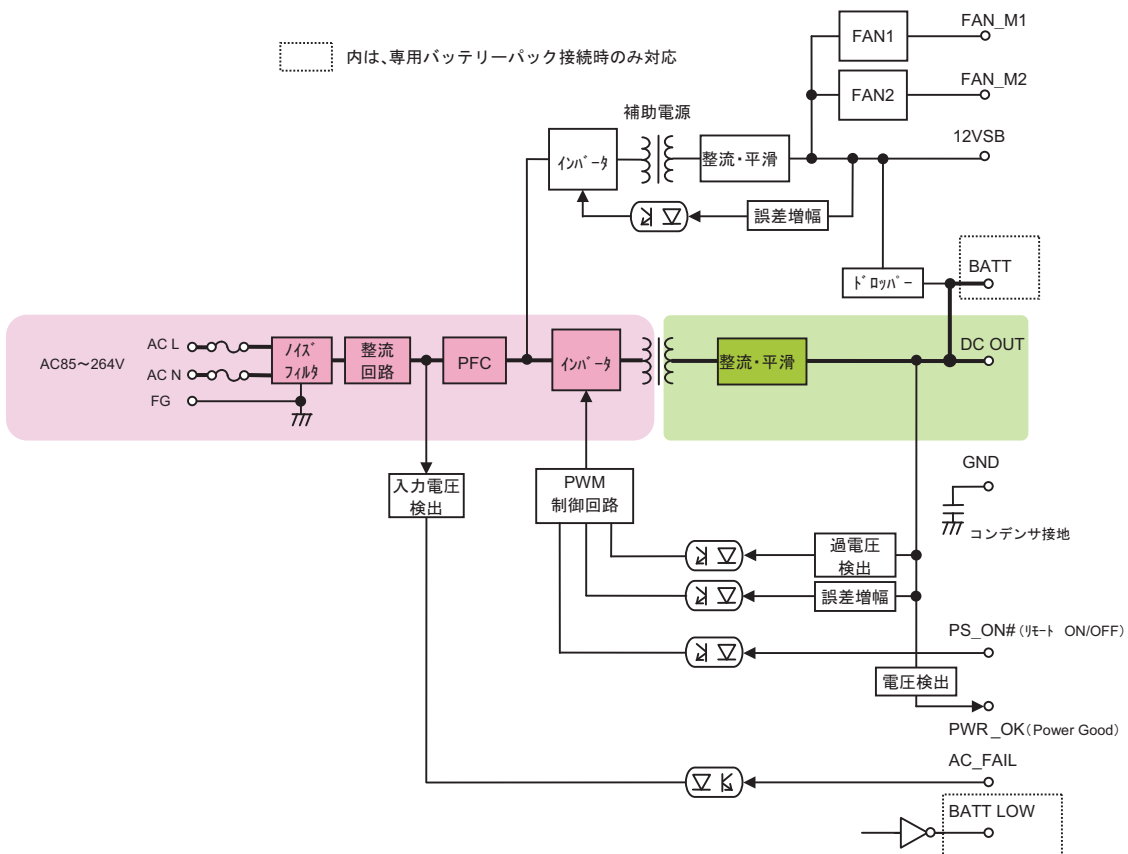 内は、専用バッテリーパック接続時のみ対応
FAN1
FAN_M1
FAN2
FAN_M2
補助電源
12VSB
ｲﾝﾊﾞｰﾀ
整流・平滑
誤差増幅
ﾄﾞﾛｯﾊﾟｰ
BATT
AC85～264V
AC L
AC N
FG
ﾉｲｽﾞ
ﾌｨﾙﾀ
整流
回路
PFC
ｲﾝﾊﾞｰﾀ
整流・平滑
DC OUT
入力電圧
検出
PWM
制御回路
GND
コンデンサ接地
過電圧
検出
誤差増幅
PS_ON#(ﾘﾓｰﾄ ON/OFF)
電圧検出
PWR_OK(Power Good)
AC_FAIL
BATT LOW